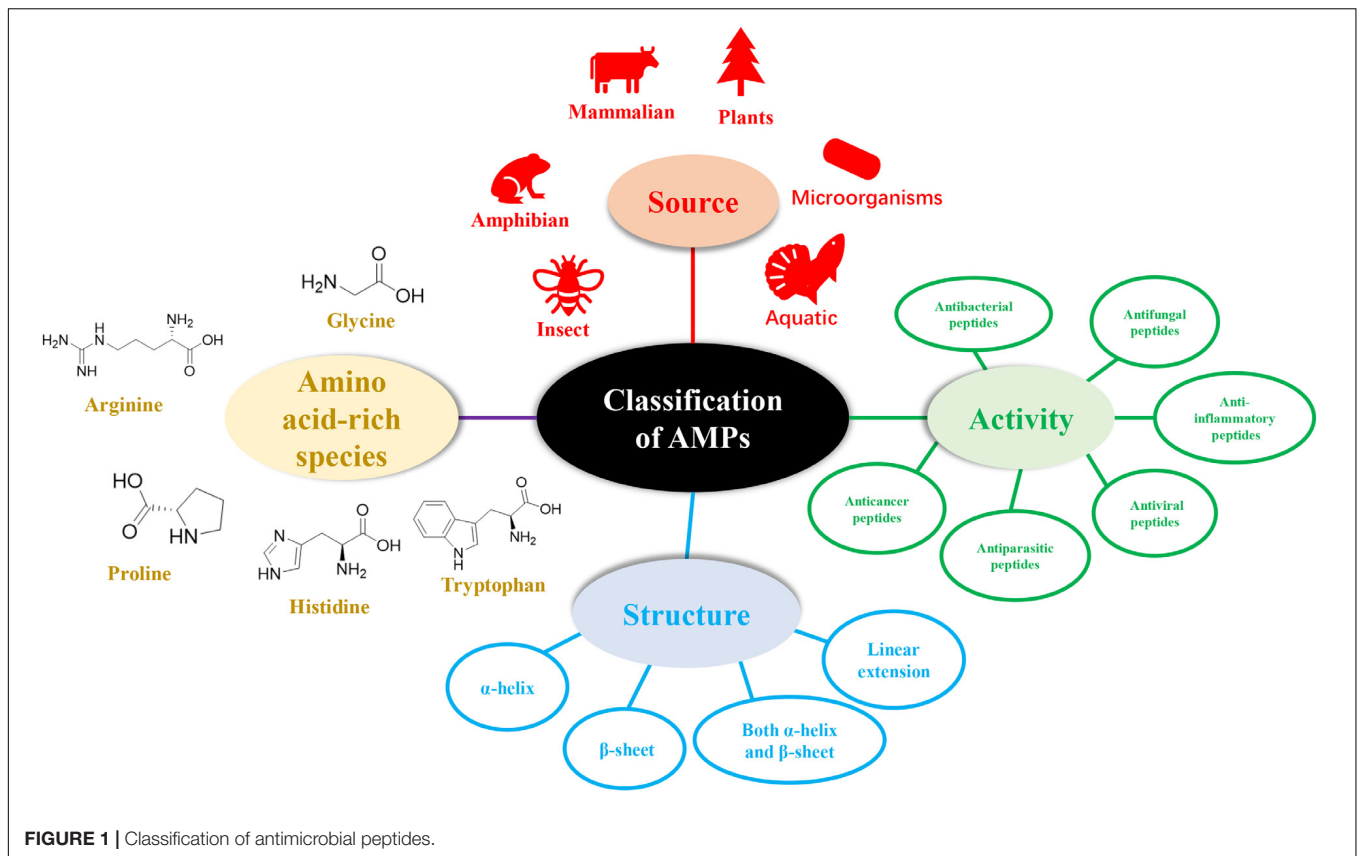 Mammalian
Plants
Amphibian
Source
Microorganisms
Insect
Aquatic
H₂N
O
OH
Glycine
H₂N
NH
H
N
NH₂
O
OH
Arginine
Amino
acid-rich
species
Classification
of AMPs
Activity
Antibacterial
peptides
Antifungal
peptides
Anti-
inflammatory
peptides
Antiviral
peptides
Antiparasitic
peptides
Anticancer
peptides
HO
O
HN
Proline
N
HN
O
OH
NH₂
Histidine
O
OH
NH₂
N
H
Tryptophan
Structure
α-helix
β-sheet
Both α-helix
and β-sheet
Linear
extension
FIGURE 1 | Classification of antimicrobial peptides.